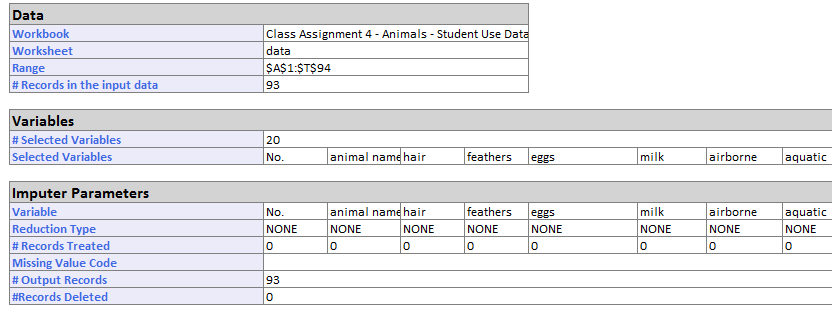 Data
Workbook Class Assignment 4 - Animals - Student Use Data
Worksheet data
Range $A$1:$T$94
# Records in the input data 93
Variables
# Selected Variables 20
Selected Variables No. animal name hair feathers eggs milk airborne aquatic
Imputer Parameters
Variable No. animal name hair feathers eggs milk airborne aquatic
Reduction Type NONE NONE NONE NONE NONE NONE NONE NONE
# Records Treated 0 0 0 0 0 0 0 0
Missing Value Code
# Output Records 93
#Records Deleted 0